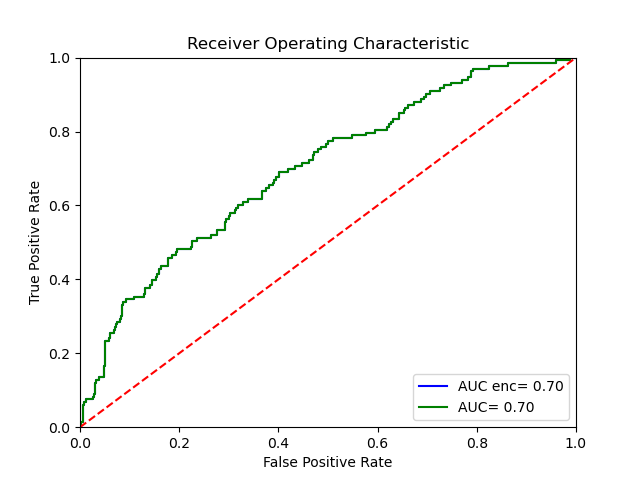 Receiver Operating Characteristic
1.0
0.8
0.6
0.4
0.2
0.0
True Positive Rate
AUC enc= 0.70
AUC= 0.70
0.0 0.2 0.4 0.6 0.8 1.0
False Positive Rate